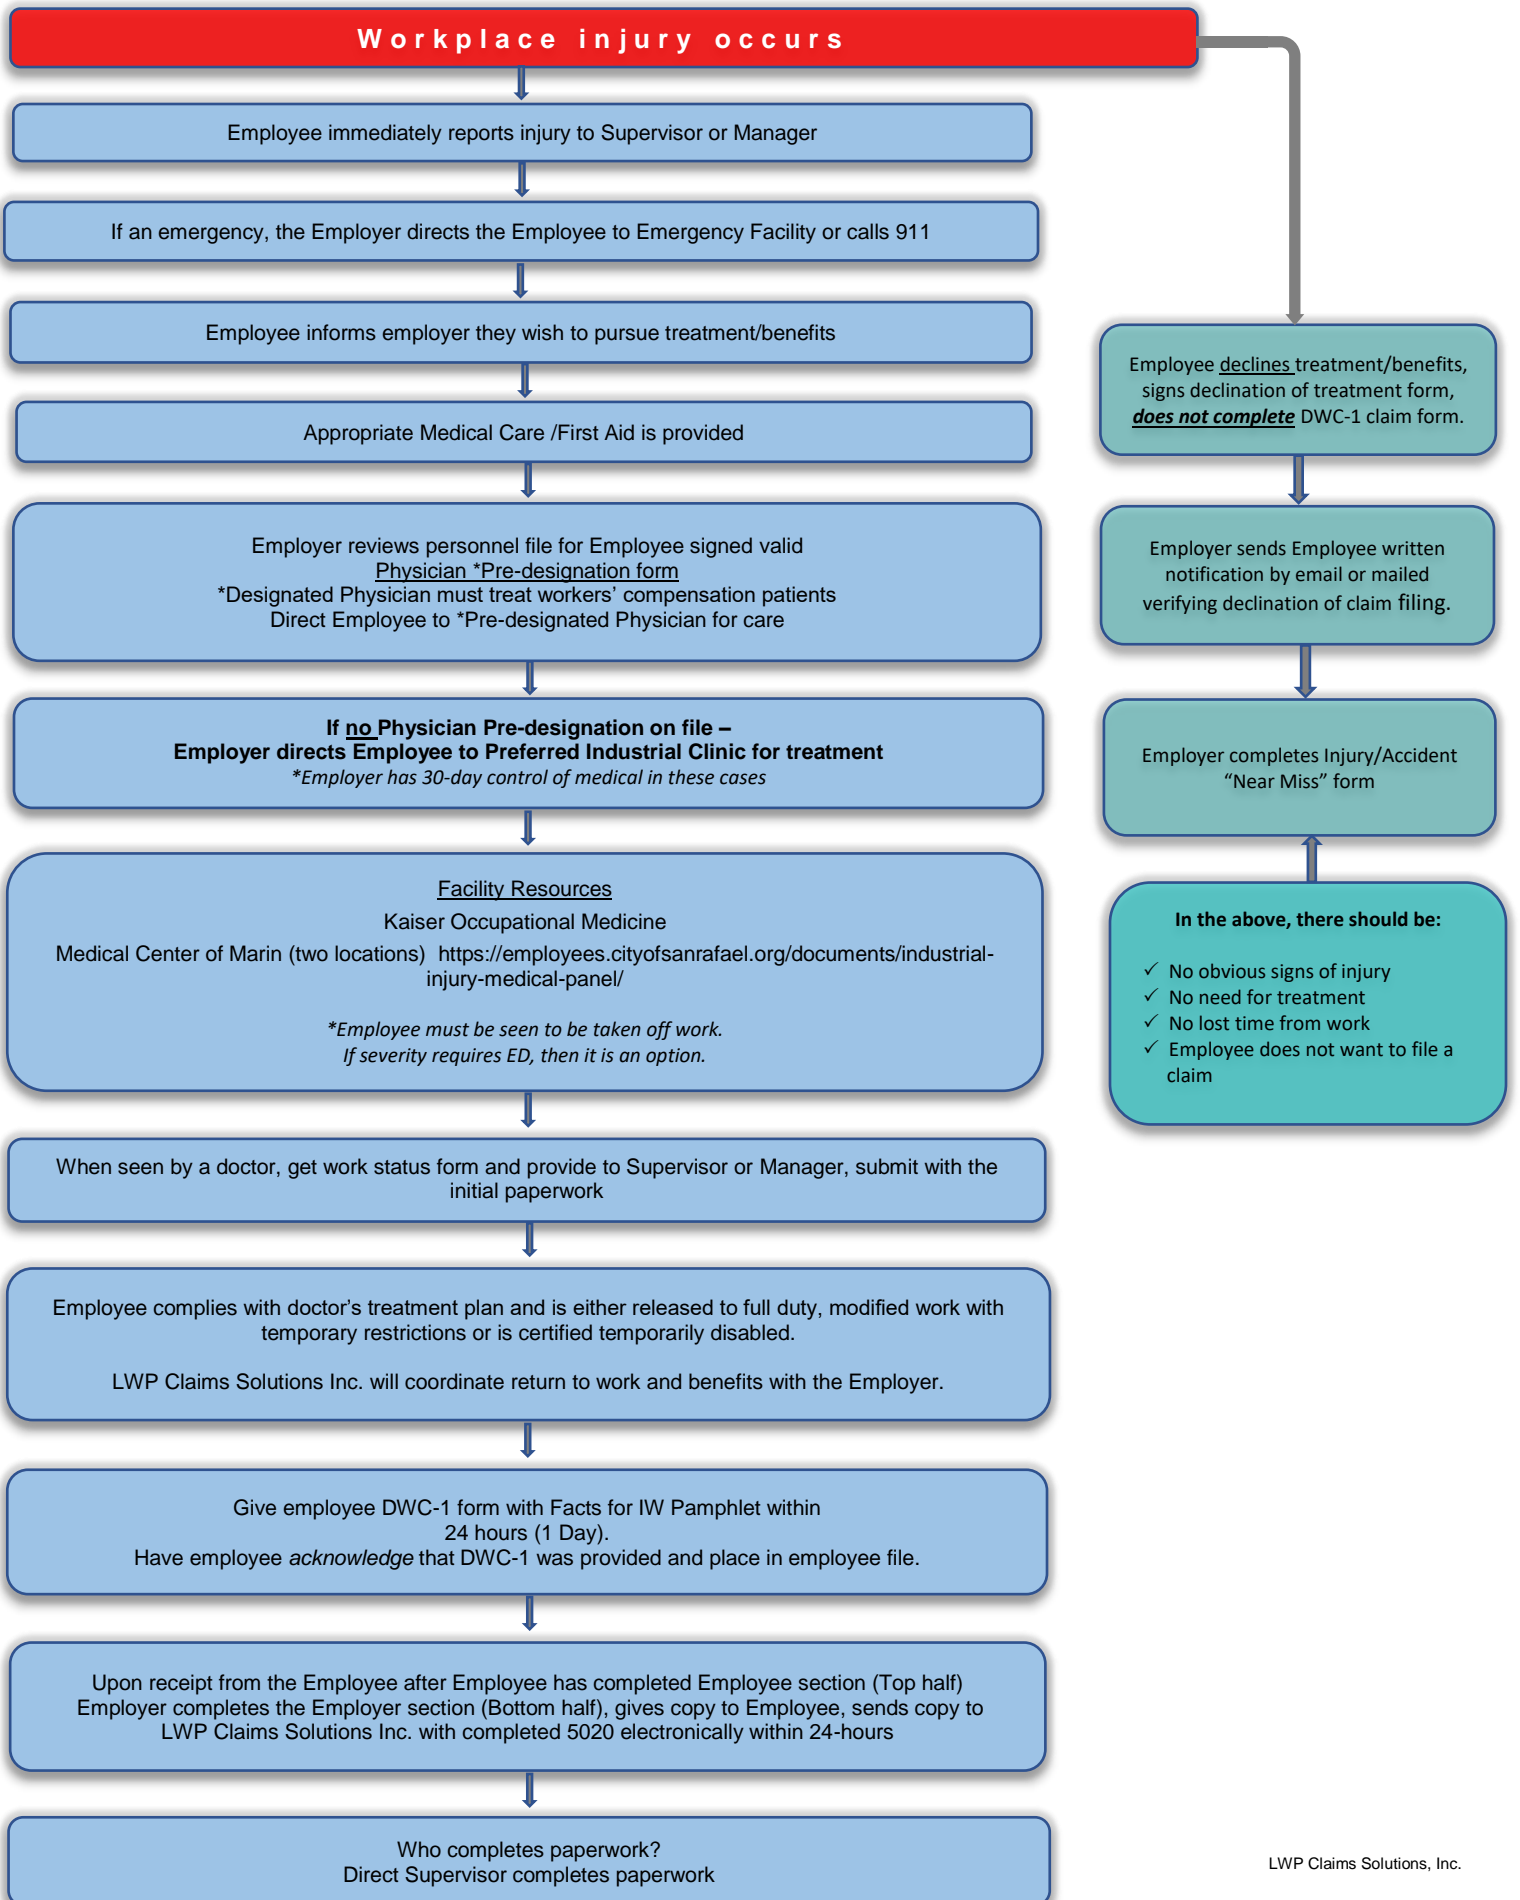 Workplace injury occurs
Employee immediately reports injury to Supervisor or Manager
If an emergency, the Employer directs the Employee to Emergency Facility or calls 911
Employee informs employer they wish to pursue treatment/benefits
Appropriate Medical Care /First Aid is provided
Employer reviews personnel file for Employee signed valid
Physician *Pre-designation form
*Designated Physician must treat workers’ compensation patients
Direct Employee to *Pre-designated Physician for care
If no Physician Pre-designation on file –
Employer directs Employee to Preferred Industrial Clinic for treatment
*Employer has 30-day control of medical in these cases
Facility Resources
Kaiser Occupational Medicine
Medical Center of Marin (two locations) https://employees.cityofsanrafael.org/documents/industrial-
injury-medical-panel/
*Employee must be seen to be taken off work.
If severity requires ED, then it is an option.
When seen by a doctor, get work status form and provide to Supervisor or Manager, submit with the
initial paperwork
Employee complies with doctor’s treatment plan and is either released to full duty, modified work with
temporary restrictions or is certified temporarily disabled.
LWP Claims Solutions Inc. will coordinate return to work and benefits with the Employer.
Give employee DWC-1 form with Facts for IW Pamphlet within
24 hours (1 Day).
Have employee acknowledge that DWC-1 was provided and place in employee file.
Upon receipt from the Employee after Employee has completed Employee section (Top half)
Employer completes the Employer section (Bottom half), gives copy to Employee, sends copy to
LWP Claims Solutions Inc. with completed 5020 electronically within 24-hours
Who completes paperwork?
Direct Supervisor completes paperwork
Employee declines treatment/benefits,
signs declination of treatment form,
does not complete DWC-1 claim form.
Employer sends Employee written
notification by email or mailed
verifying declination of claim filing.
Employer completes Injury/Accident
“Near Miss” form
In the above, there should be:
✓ No obvious signs of injury
✓ No need for treatment
✓ No lost time from work
✓ Employee does not want to file a
claim
LWP Claims Solutions, Inc.